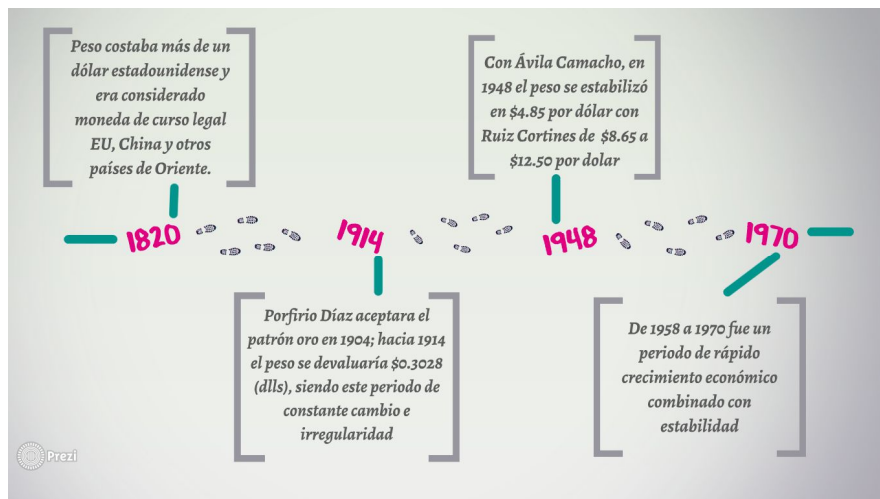 Peso costaba más de un
dólar estadounidense y
era considerado
moneda de curso legal
EU, China y otros
países de Oriente.
Con Ávila Camacho, en
1948 el peso se estabilizó
en $4.85 por dólar con
Ruiz Cortines de $8.65 a
$12.50 por dolar
1820
1914
1948
1970
Porfirio Díaz aceptara el
patrón oro en 1904; hacia 1914
el peso se devaluaría $0.3028
(dlls), siendo este periodo de
constante cambio e
irregularidad
De 1958 a 1970 fue un
periodo de rápido
crecimiento económico
combinado con
estabilidad
Prezi